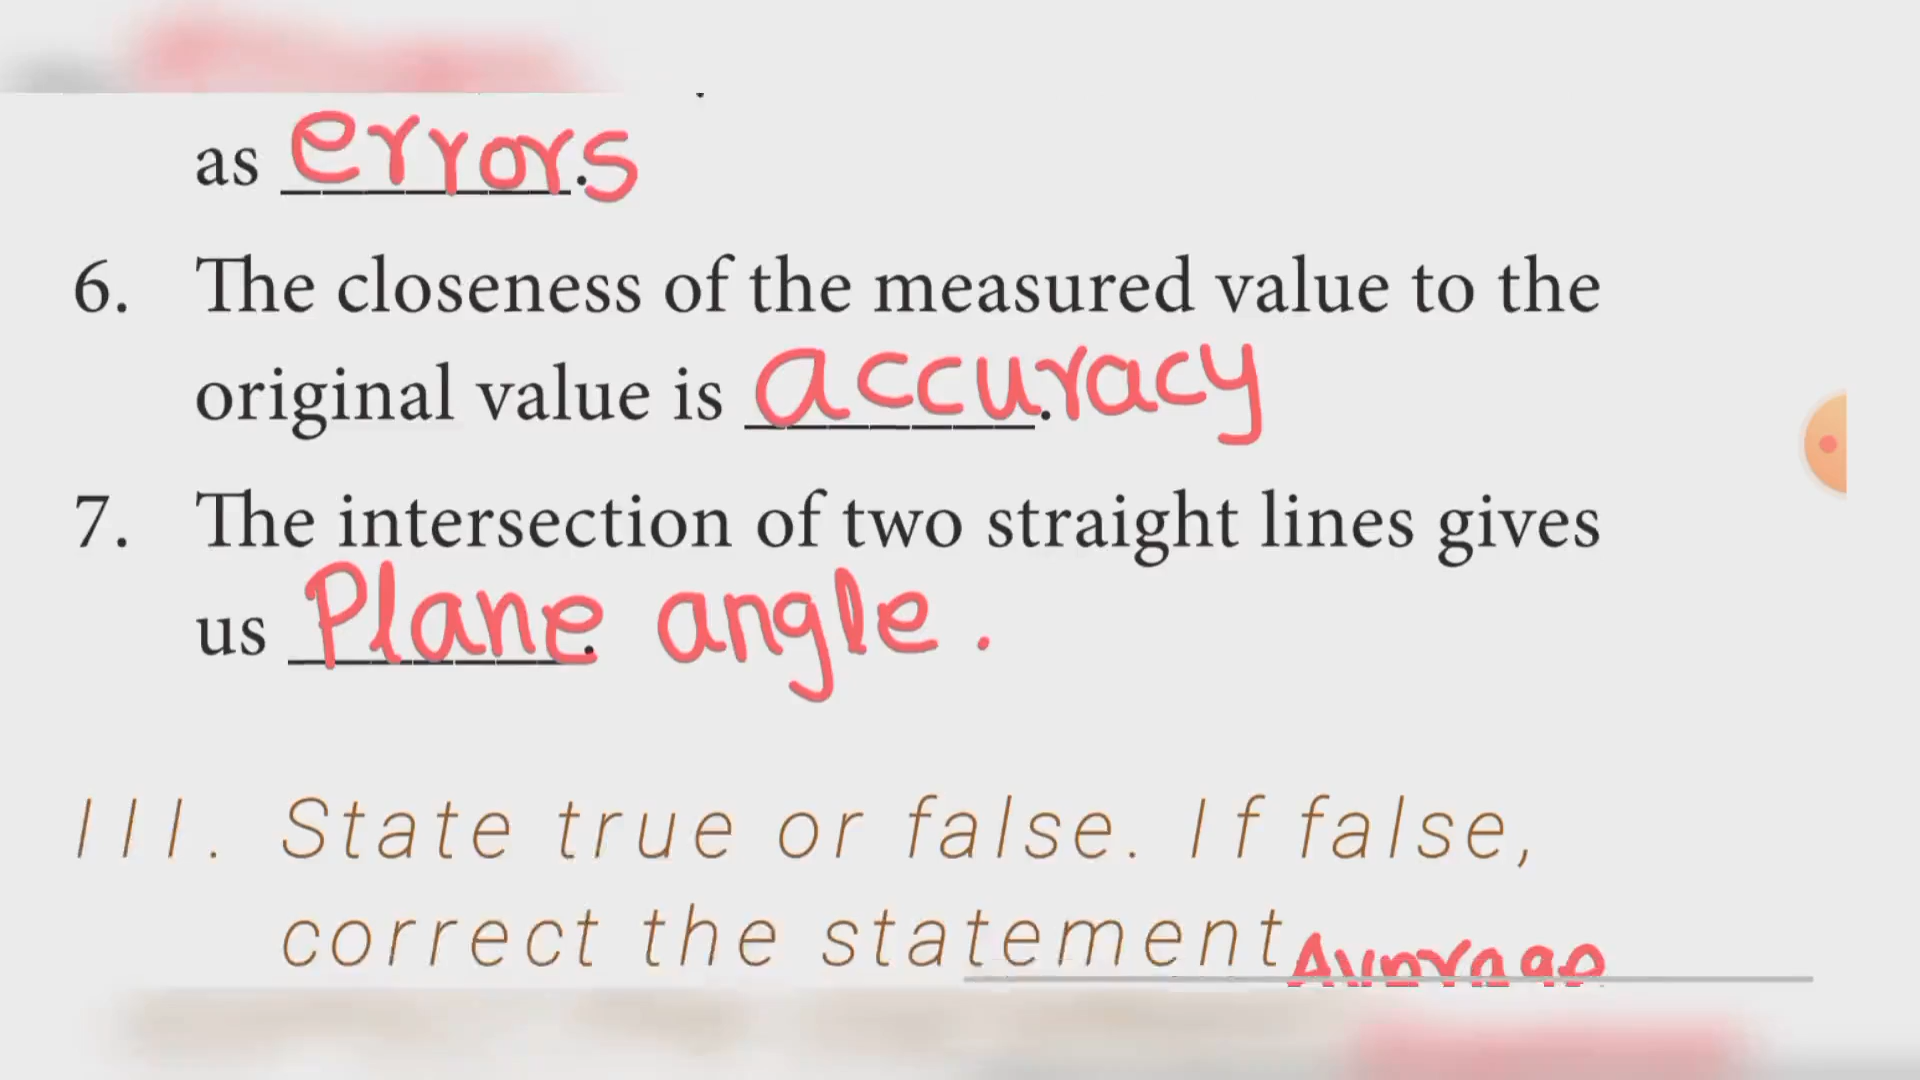 as errors.
6. The closeness of the measured value to the
original value is accuracy.
7. The intersection of two straight lines gives
us Plane angle.
III. State true or false. If false,
correct the statement Average